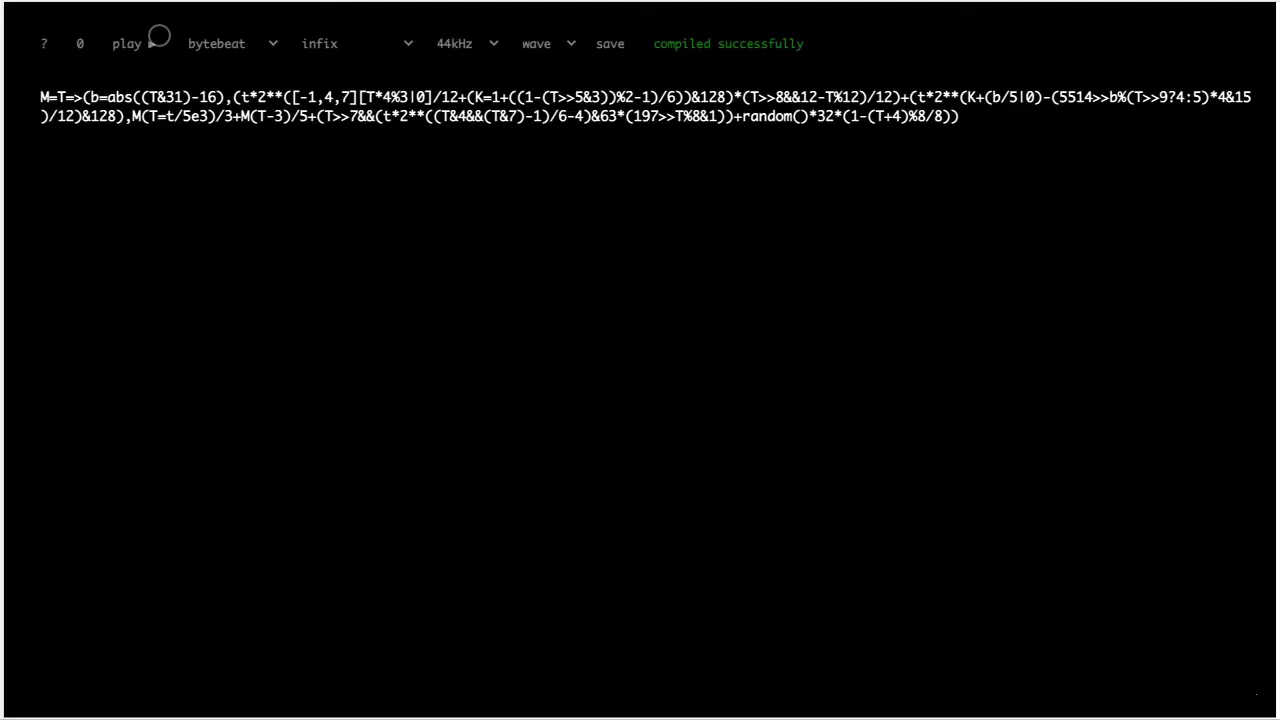 ? 0 play ▶ bytebeat infix 44kHz wave save compiled successfully
M=T=>(b=abs((T&31)-16),(t*2**([-1,4,7][T*4%3|0]/12+(K=1+((1-(T>>5&3))%2-1)/6))&128)*(T>>8&&12-T%12)/12)+(t*2**(K+(b/5|0)-(5514>>b%(T>>9?4:5)*4&15
)/12)&128),M(T=t/5e3)/3+M(T-3)/5+(T>>7&&(t*2**((T&4&&(T&7)-1)/6-4)&63*(197>>T%8&1))+random()*32*(1-(T+4)%8/8))